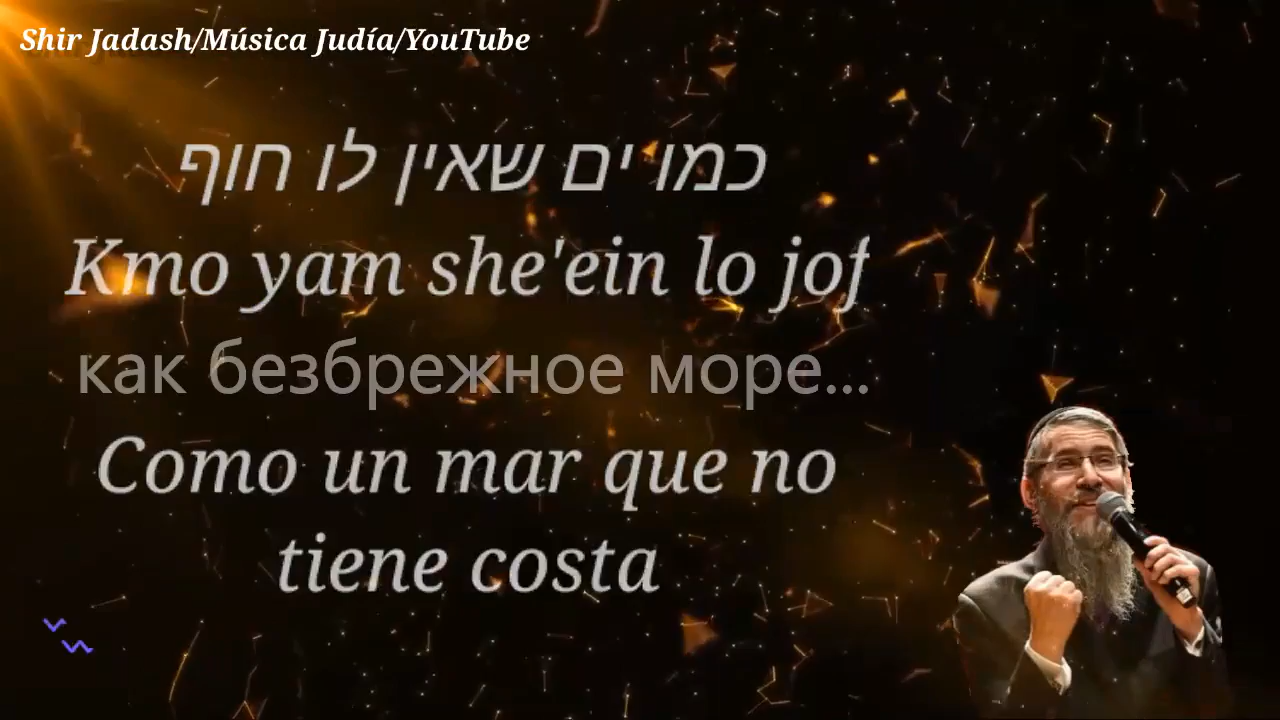 Shir Jadash/Música Judía/YouTube
כמו ים שאין לו חוף
Kmo yam she'ein lo jof
как безбрежное море...
Como un mar que no
tiene costa